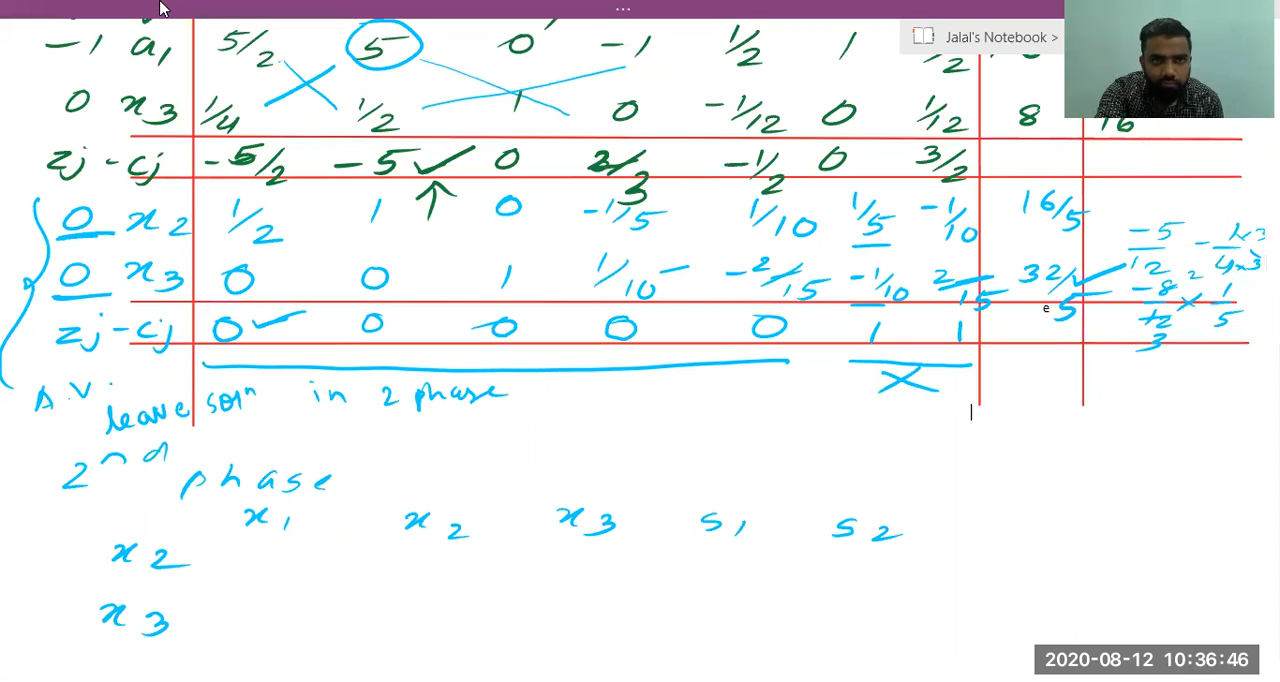 ...
Jalal's Notebook >
-1 a1 5/2 5 0 -1 1/2 1 1/2
0 x3 1/4 1/2 1 0 -1/12 0 1/12 8 16
zj - cj -5/2 -5 ✓ 0 3 -1/2 0 3/2
0 x2 1/2 1 0 -1/5 1/10 1/5 -1/10 16/5
0 x3 0 0 1 1/10 -2/15 -1/10 2/15 32/5
zj - cj 0 ✓ 0 0 0 0 1 1
A.V leave soln in 2 phase
2nd phase
x1 x2 x3 s1 s2
x2
x3
2020-08-12 10:36:46